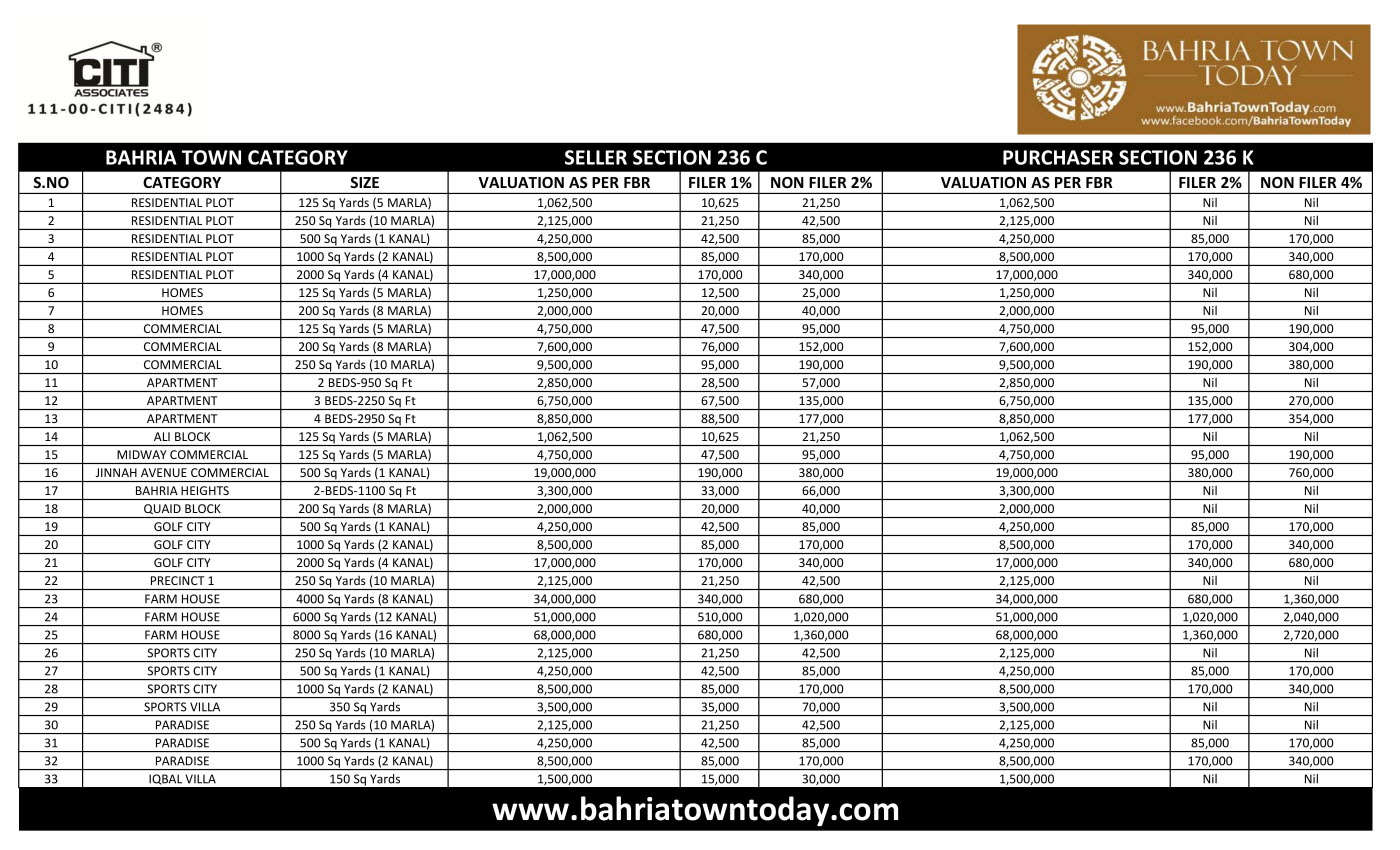 CITI ®
ASSOCIATES
111-00-CITI(2484)
BAHRIA TOWN
TODAY
www.BahriaTownToday.com
www.facebook.com/BahriaTownToday
BAHRIA TOWN CATEGORY SELLER SECTION 236 C PURCHASER SECTION 236 K
S.NO CATEGORY SIZE VALUATION AS PER FBR FILER 1% NON FILER 2% VALUATION AS PER FBR FILER 2% NON FILER 4%
1 RESIDENTIAL PLOT 125 Sq Yards (5 MARLA) 1,062,500 10,625 21,250 1,062,500 Nil Nil
2 RESIDENTIAL PLOT 250 Sq Yards (10 MARLA) 2,125,000 21,250 42,500 2,125,000 Nil Nil
3 RESIDENTIAL PLOT 500 Sq Yards (1 KANAL) 4,250,000 42,500 85,000 4,250,000 85,000 170,000
4 RESIDENTIAL PLOT 1000 Sq Yards (2 KANAL) 8,500,000 85,000 170,000 8,500,000 170,000 340,000
5 RESIDENTIAL PLOT 2000 Sq Yards (4 KANAL) 17,000,000 170,000 340,000 17,000,000 340,000 680,000
6 HOMES 125 Sq Yards (5 MARLA) 1,250,000 12,500 25,000 1,250,000 Nil Nil
7 HOMES 200 Sq Yards (8 MARLA) 2,000,000 20,000 40,000 2,000,000 Nil Nil
8 COMMERCIAL 125 Sq Yards (5 MARLA) 4,750,000 47,500 95,000 4,750,000 95,000 190,000
9 COMMERCIAL 200 Sq Yards (8 MARLA) 7,600,000 76,000 152,000 7,600,000 152,000 304,000
10 COMMERCIAL 250 Sq Yards (10 MARLA) 9,500,000 95,000 190,000 9,500,000 190,000 380,000
11 APARTMENT 2 BEDS-950 Sq Ft 2,850,000 28,500 57,000 2,850,000 Nil Nil
12 APARTMENT 3 BEDS-2250 Sq Ft 6,750,000 67,500 135,000 6,750,000 135,000 270,000
13 APARTMENT 4 BEDS-2950 Sq Ft 8,850,000 88,500 177,000 8,850,000 177,000 354,000
14 ALI BLOCK 125 Sq Yards (5 MARLA) 1,062,500 10,625 21,250 1,062,500 Nil Nil
15 MIDWAY COMMERCIAL 125 Sq Yards (5 MARLA) 4,750,000 47,500 95,000 4,750,000 95,000 190,000
16 JINNAH AVENUE COMMERCIAL 500 Sq Yards (1 KANAL) 19,000,000 190,000 380,000 19,000,000 380,000 760,000
17 BAHRIA HEIGHTS 2-BEDS-1100 Sq Ft 3,300,000 33,000 66,000 3,300,000 Nil Nil
18 QUAID BLOCK 200 Sq Yards (8 MARLA) 2,000,000 20,000 40,000 2,000,000 Nil Nil
19 GOLF CITY 500 Sq Yards (1 KANAL) 4,250,000 42,500 85,000 4,250,000 85,000 170,000
20 GOLF CITY 1000 Sq Yards (2 KANAL) 8,500,000 85,000 170,000 8,500,000 170,000 340,000
21 GOLF CITY 2000 Sq Yards (4 KANAL) 17,000,000 170,000 340,000 17,000,000 340,000 680,000
22 PRECINCT 1 250 Sq Yards (10 MARLA) 2,125,000 21,250 42,500 2,125,000 Nil Nil
23 FARM HOUSE 4000 Sq Yards (8 KANAL) 34,000,000 340,000 680,000 34,000,000 680,000 1,360,000
24 FARM HOUSE 6000 Sq Yards (12 KANAL) 51,000,000 510,000 1,020,000 51,000,000 1,020,000 2,040,000
25 FARM HOUSE 8000 Sq Yards (16 KANAL) 68,000,000 680,000 1,360,000 68,000,000 1,360,000 2,720,000
26 SPORTS CITY 250 Sq Yards (10 MARLA) 2,125,000 21,250 42,500 2,125,000 Nil Nil
27 SPORTS CITY 500 Sq Yards (1 KANAL) 4,250,000 42,500 85,000 4,250,000 85,000 170,000
28 SPORTS CITY 1000 Sq Yards (2 KANAL) 8,500,000 85,000 170,000 8,500,000 170,000 340,000
29 SPORTS VILLA 350 Sq Yards 3,500,000 35,000 70,000 3,500,000 Nil Nil
30 PARADISE 250 Sq Yards (10 MARLA) 2,125,000 21,250 42,500 2,125,000 Nil Nil
31 PARADISE 500 Sq Yards (1 KANAL) 4,250,000 42,500 85,000 4,250,000 85,000 170,000
32 PARADISE 1000 Sq Yards (2 KANAL) 8,500,000 85,000 170,000 8,500,000 170,000 340,000
33 IQBAL VILLA 150 Sq Yards 1,500,000 15,000 30,000 1,500,000 Nil Nil
www.bahriatowntoday.com